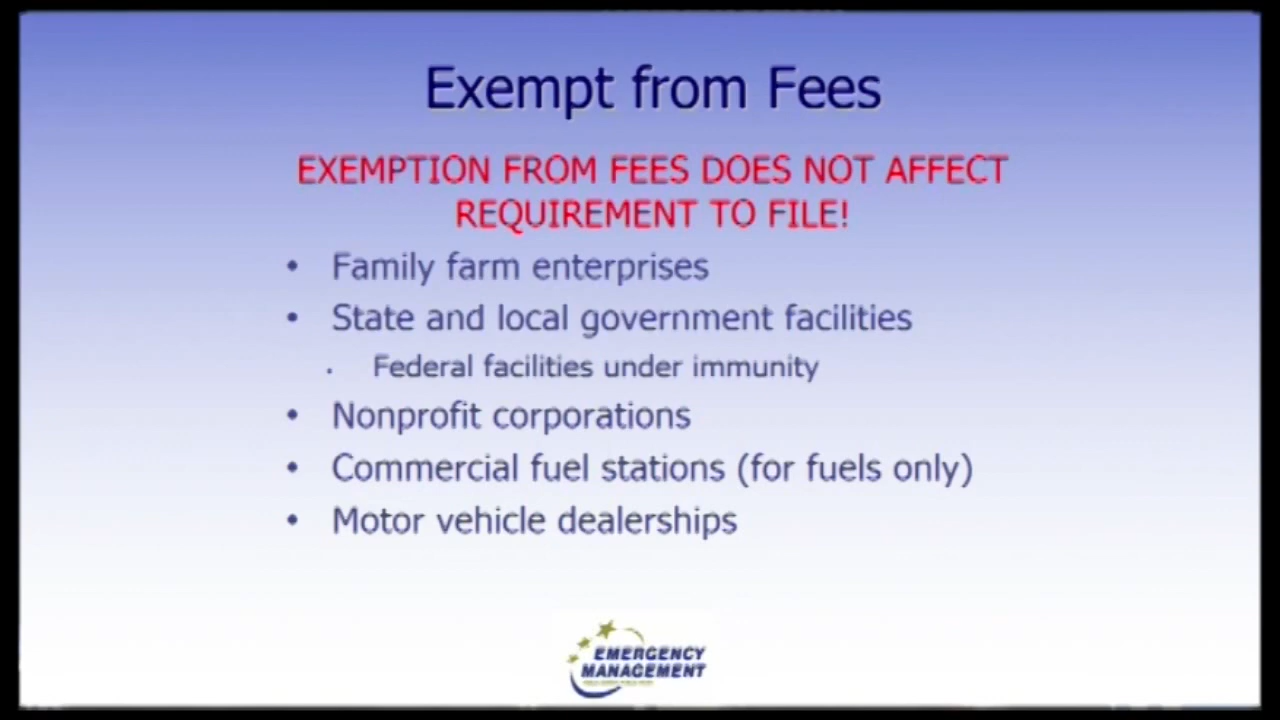 Exempt from Fees
EXEMPTION FROM FEES DOES NOT AFFECT
REQUIREMENT TO FILE!
• Family farm enterprises
• State and local government facilities
• Federal facilities under immunity
• Nonprofit corporations
• Commercial fuel stations (for fuels only)
• Motor vehicle dealerships
EMERGENCY
MANAGEMENT